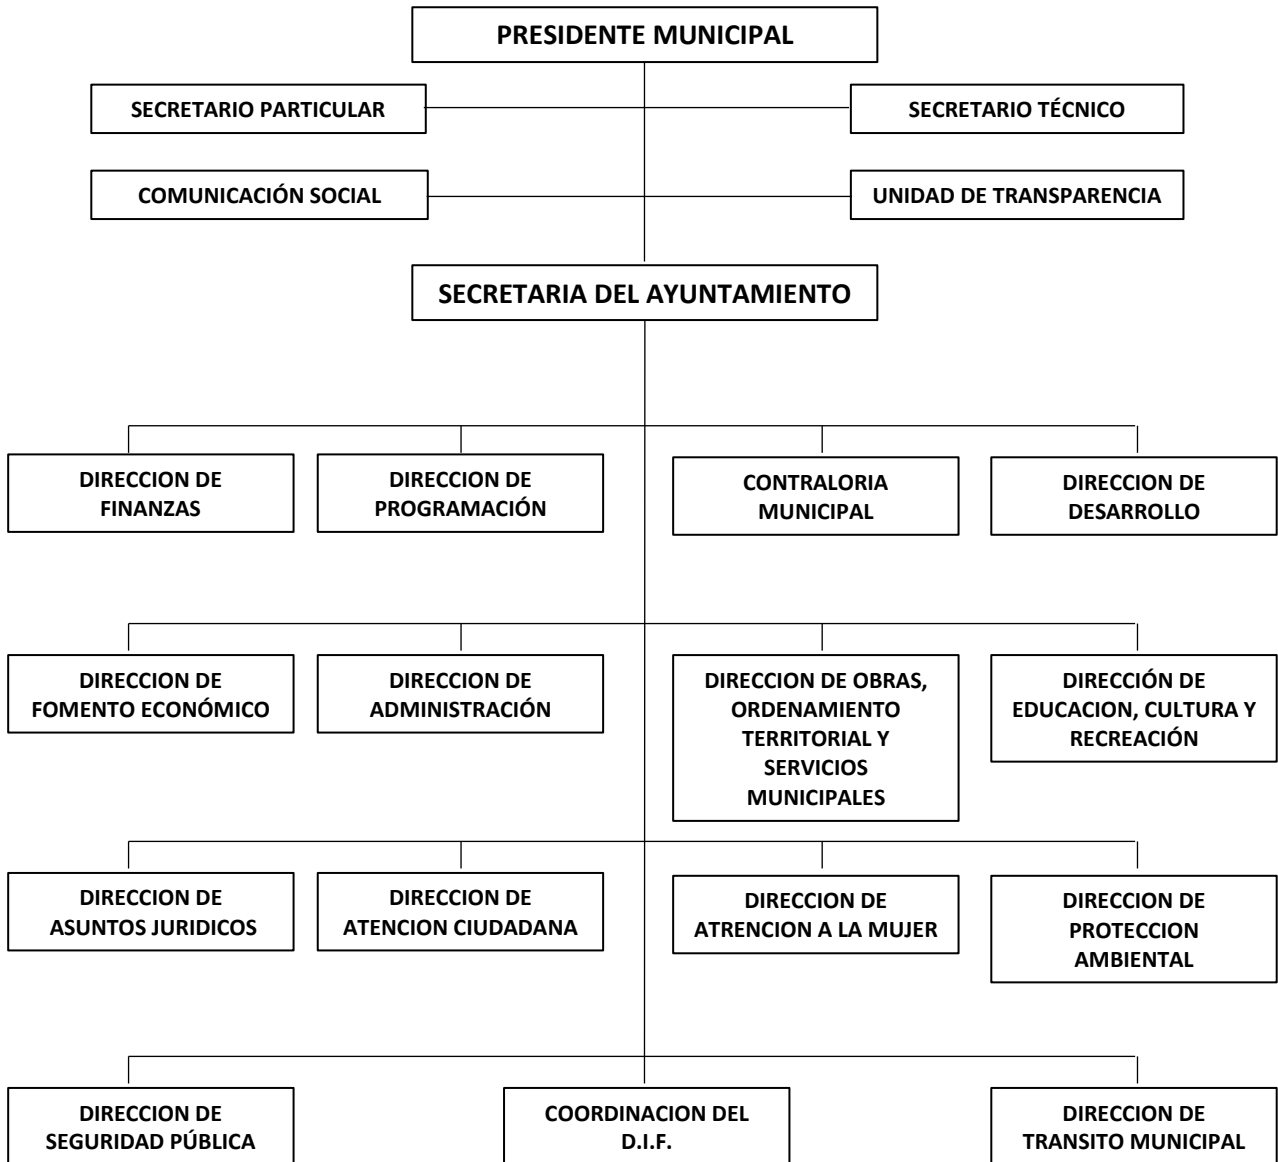 PRESIDENTE MUNICIPAL
SECRETARIO PARTICULAR
SECRETARIO TÉCNICO
COMUNICACIÓN SOCIAL
UNIDAD DE TRANSPARENCIA
SECRETARIA DEL AYUNTAMIENTO
DIRECCION DE
FINANZAS
DIRECCION DE
PROGRAMACIÓN
CONTRALORIA
MUNICIPAL
DIRECCION DE
DESARROLLO
DIRECCION DE
FOMENTO ECONÓMICO
DIRECCION DE
ADMINISTRACIÓN
DIRECCION DE OBRAS,
ORDENAMIENTO
TERRITORIAL Y
SERVICIOS
MUNICIPALES
DIRECCIÓN DE
EDUCACION, CULTURA Y
RECREACIÓN
DIRECCION DE
ASUNTOS JURIDICOS
DIRECCION DE
ATENCION CIUDADANA
DIRECCION DE
ATRENCION A LA MUJER
DIRECCION DE
PROTECCION
AMBIENTAL
DIRECCION DE
SEGURIDAD PÚBLICA
COORDINACION DEL
D.I.F.
DIRECCION DE
TRANSITO MUNICIPAL